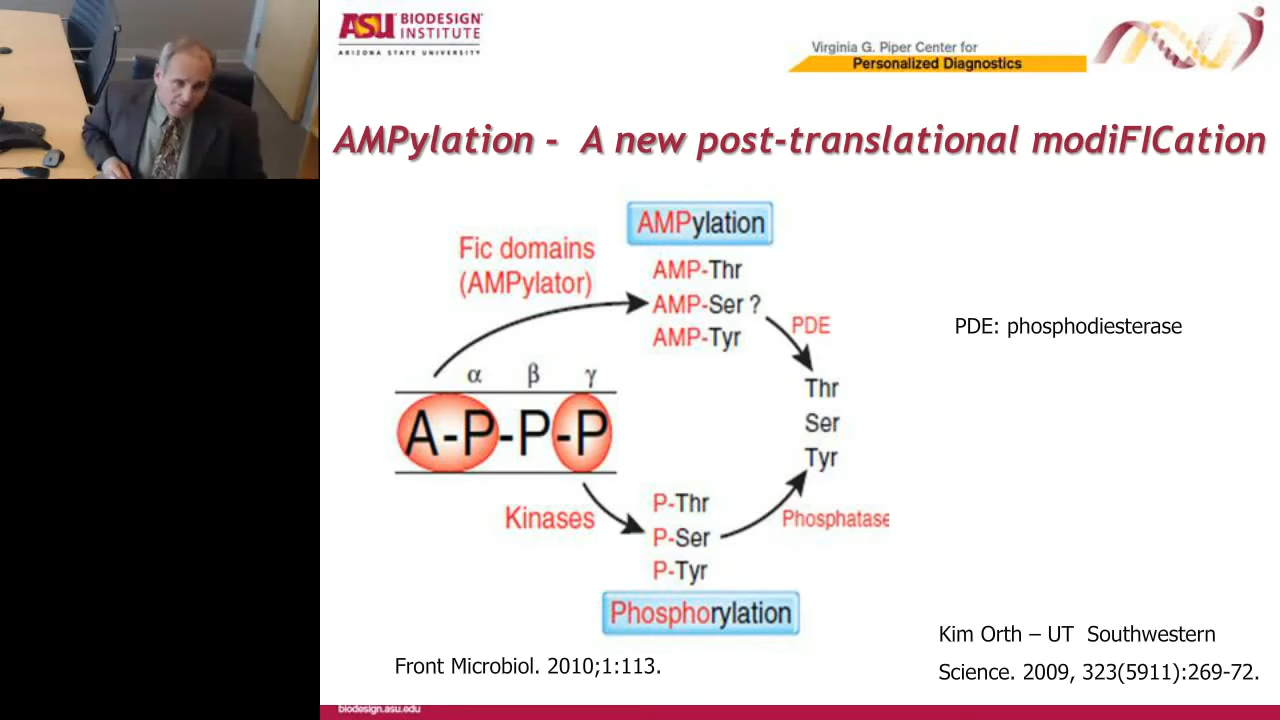 ASU BIODESIGN
INSTITUTE
ARIZONA STATE UNIVERSITY
Virginia G. Piper Center for
Personalized Diagnostics
AMPylation - A new post-translational modiFICation
AMPylation
Fic domains
(AMPylator)
AMP-Thr
AMP-Ser ?
AMP-Tyr
PDE
PDE: phosphodiesterase
α β γ
A-P-P-P
Thr
Ser
Tyr
Kinases
P-Thr
P-Ser
P-Tyr
Phosphatase
Phosphorylation
Kim Orth – UT Southwestern
Front Microbiol. 2010;1:113.
Science. 2009, 323(5911):269-72.
biodesign.asu.edu